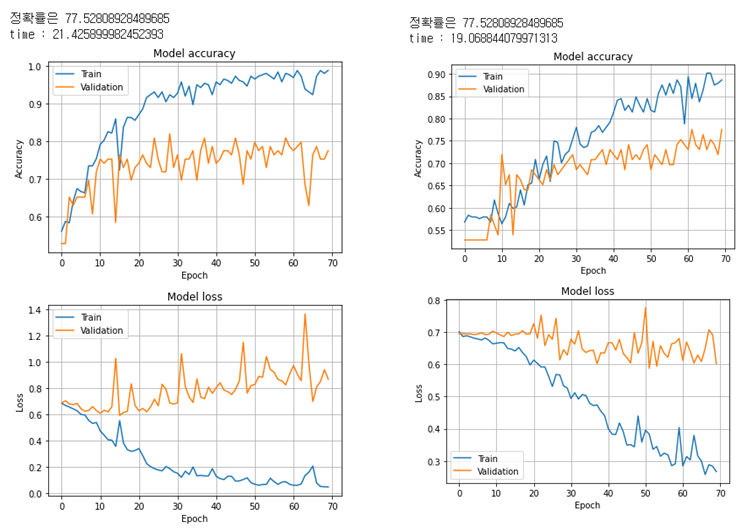 정확률은 77.52808928489685
time : 21.425899982452393
Model accuracy
Train
Validation
Accuracy
1.0
0.9
0.8
0.7
0.6
0 10 20 30 40 50 60 70
Epoch
Model loss
Train
Validation
Loss
1.4
1.2
1.0
0.8
0.6
0.4
0.2
0.0
0 10 20 30 40 50 60 70
Epoch
정확률은 77.52808928489685
time : 19.068844079971313
Model accuracy
Train
Validation
Accuracy
0.90
0.85
0.80
0.75
0.70
0.65
0.60
0.55
0 10 20 30 40 50 60 70
Epoch
Model loss
Loss
0.8
0.7
0.6
0.5
0.4
0.3
Train
Validation
0 10 20 30 40 50 60 70
Epoch